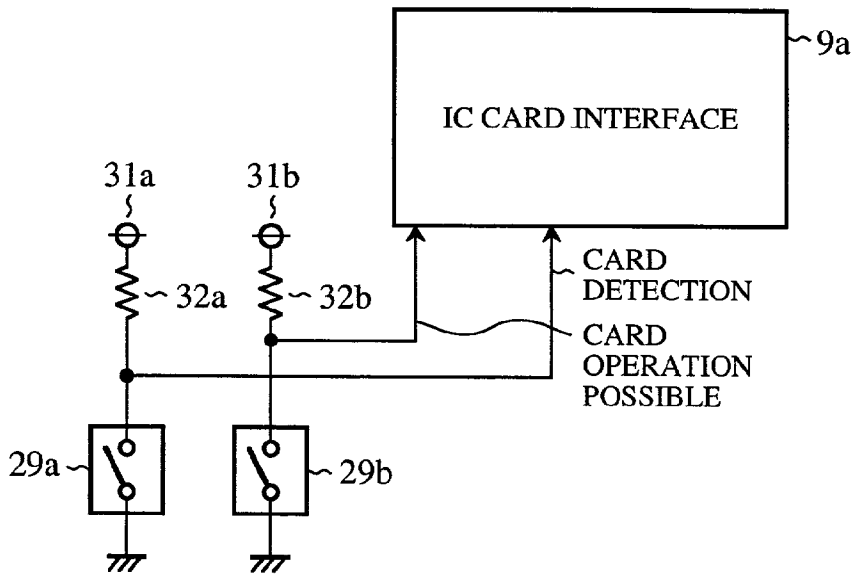 9a
IC CARD INTERFACE
31a
31b
32a
32b
CARD
DETECTION
CARD
OPERATION
POSSIBLE
29a
29b